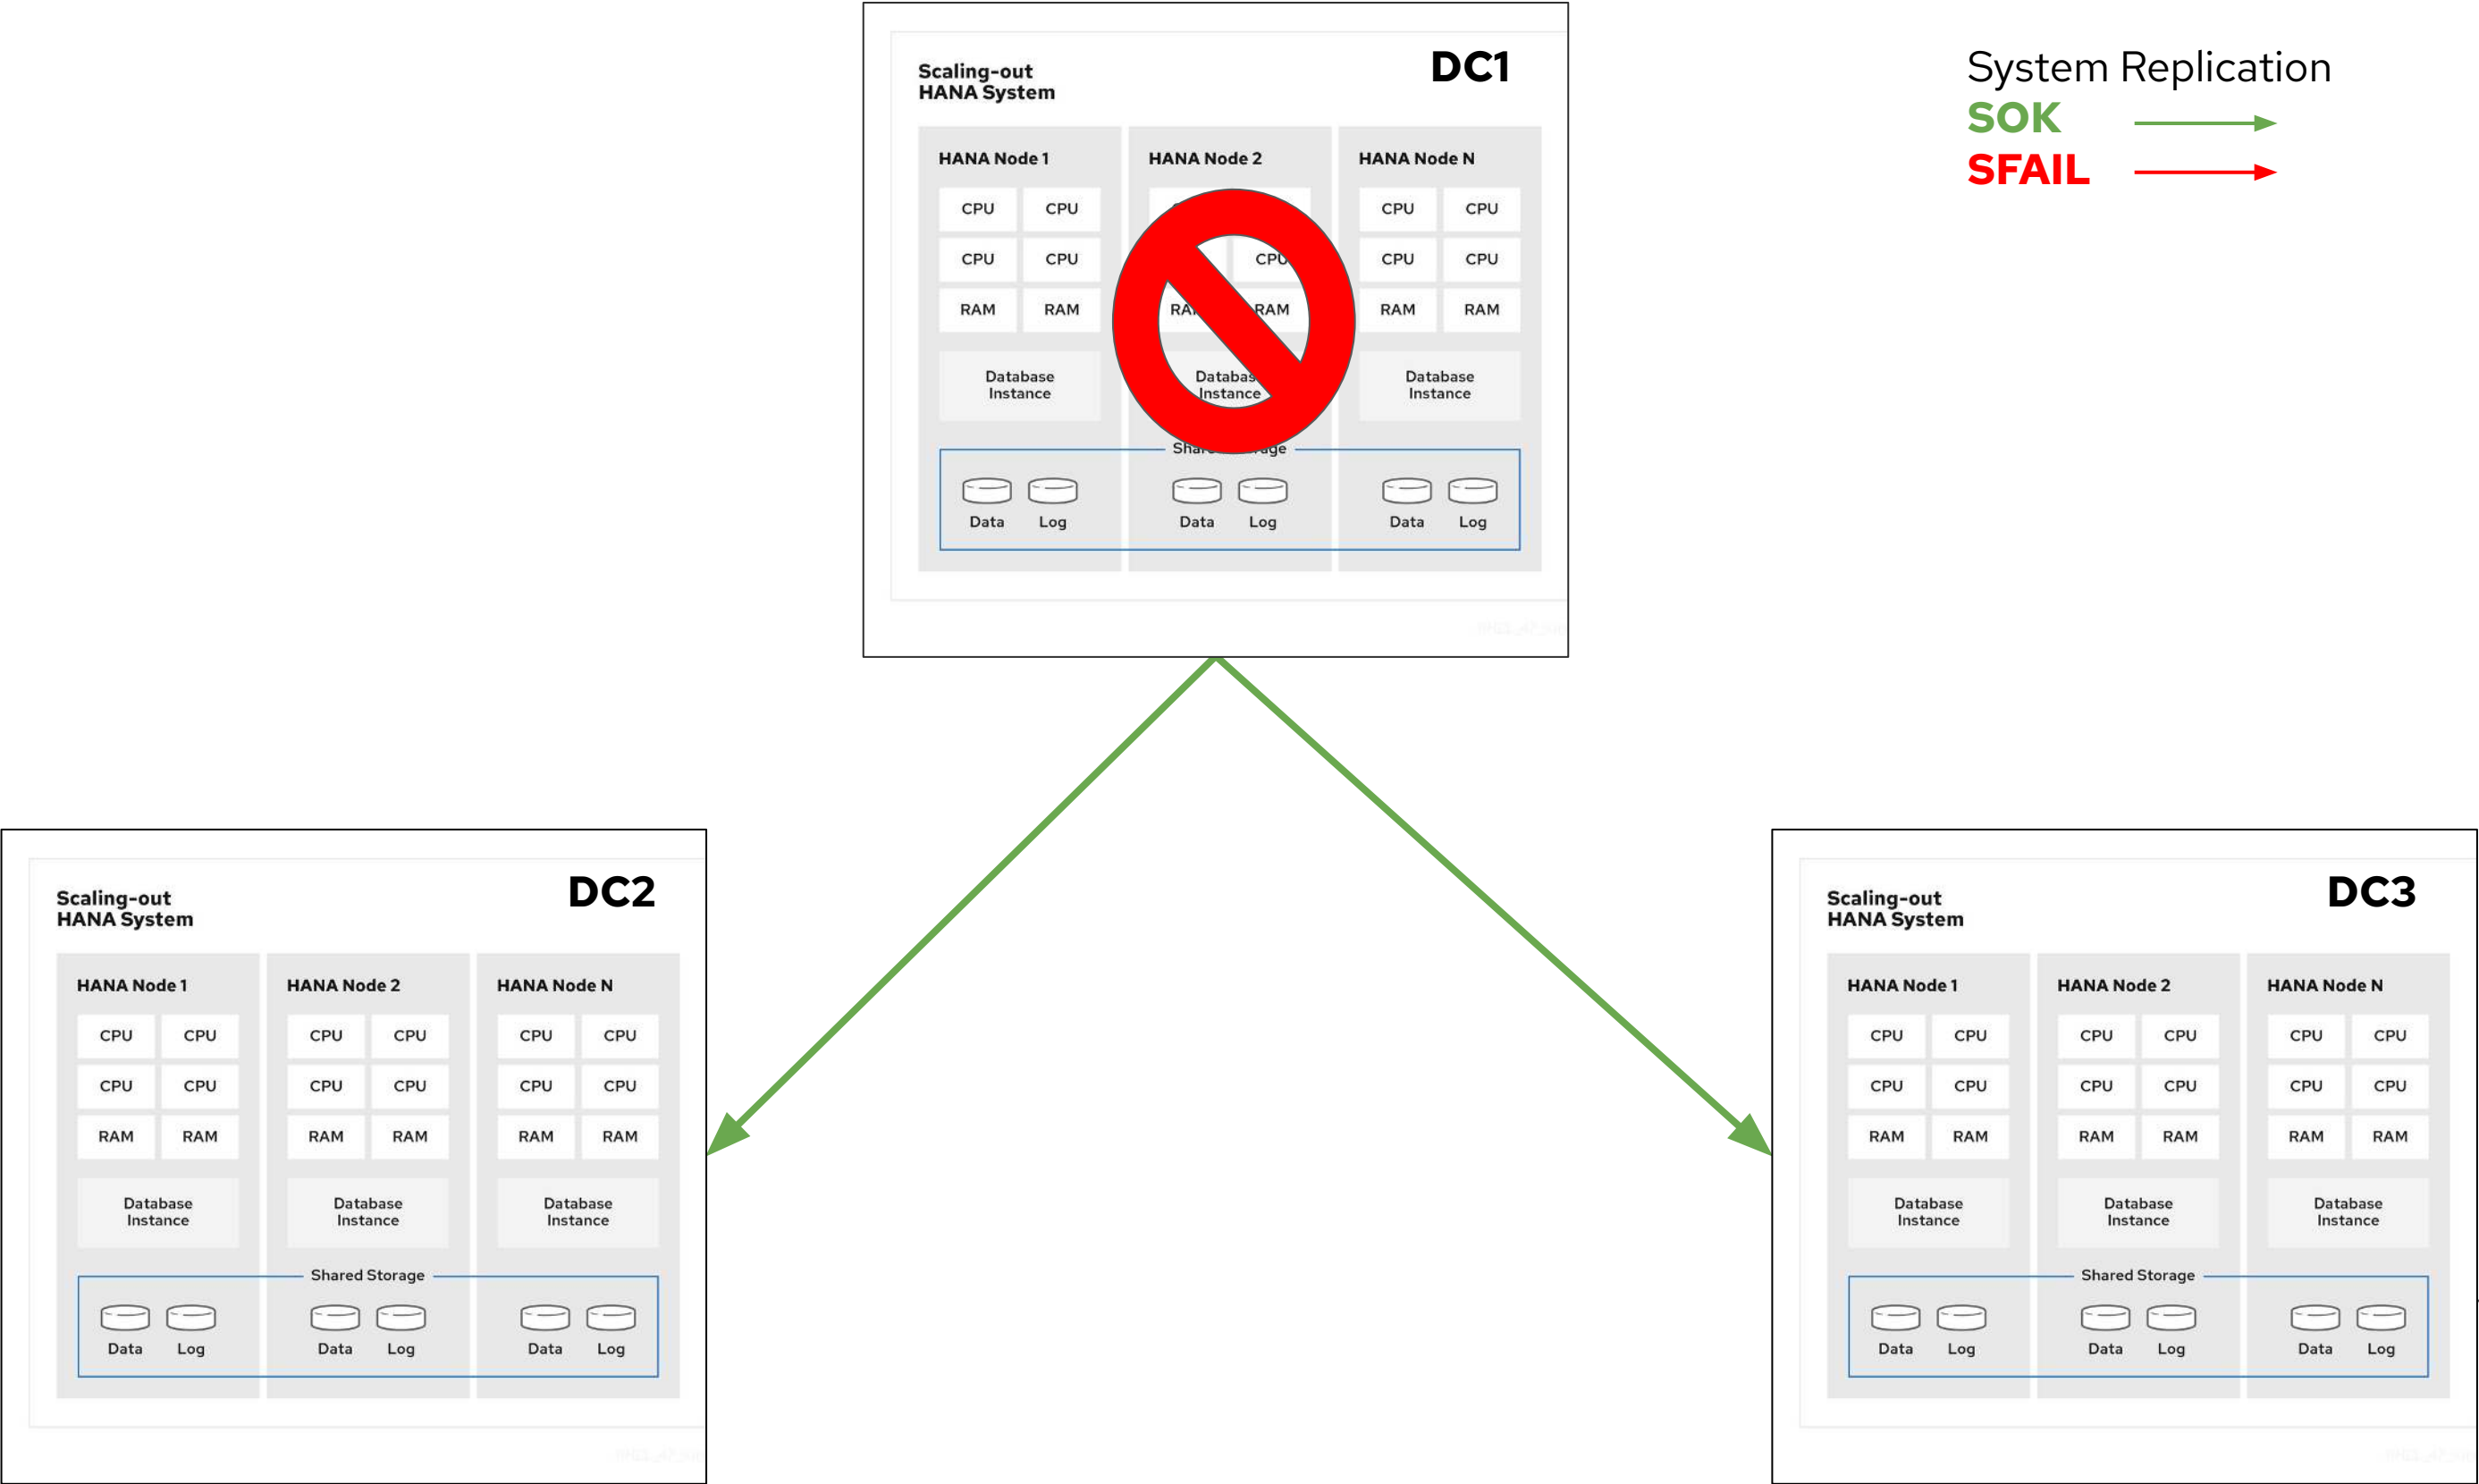 Scaling-out
HANA System
DC1
HANA Node 1
HANA Node 2
HANA Node N
CPU CPU CPU CPU
CPU CPU CPU CPU CPU
RAM RAM RAM RAM RAM
Database
Instance
Instance
Database
Instance
Data Log Data Log Data Log
System Replication
SOK
SFAIL
Scaling-out
HANA System
DC2
HANA Node 1
HANA Node 2
HANA Node N
CPU CPU CPU CPU CPU CPU
CPU CPU CPU CPU CPU CPU
RAM RAM RAM RAM RAM RAM
Database
Instance
Database
Instance
Database
Instance
Shared Storage
Data Log Data Log Data Log
Scaling-out
HANA System
DC3
HANA Node 1
HANA Node 2
HANA Node N
CPU CPU CPU CPU CPU CPU
CPU CPU CPU CPU CPU CPU
RAM RAM RAM RAM RAM RAM
Database
Instance
Database
Instance
Database
Instance
Shared Storage
Data Log Data Log Data Log